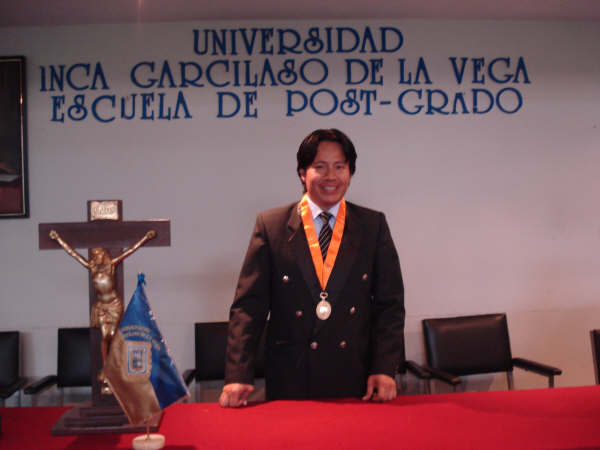 UNIVERSIDAD
INCA GARCILASO DE LA VEGA
ESCUELA DE POST-GRADO